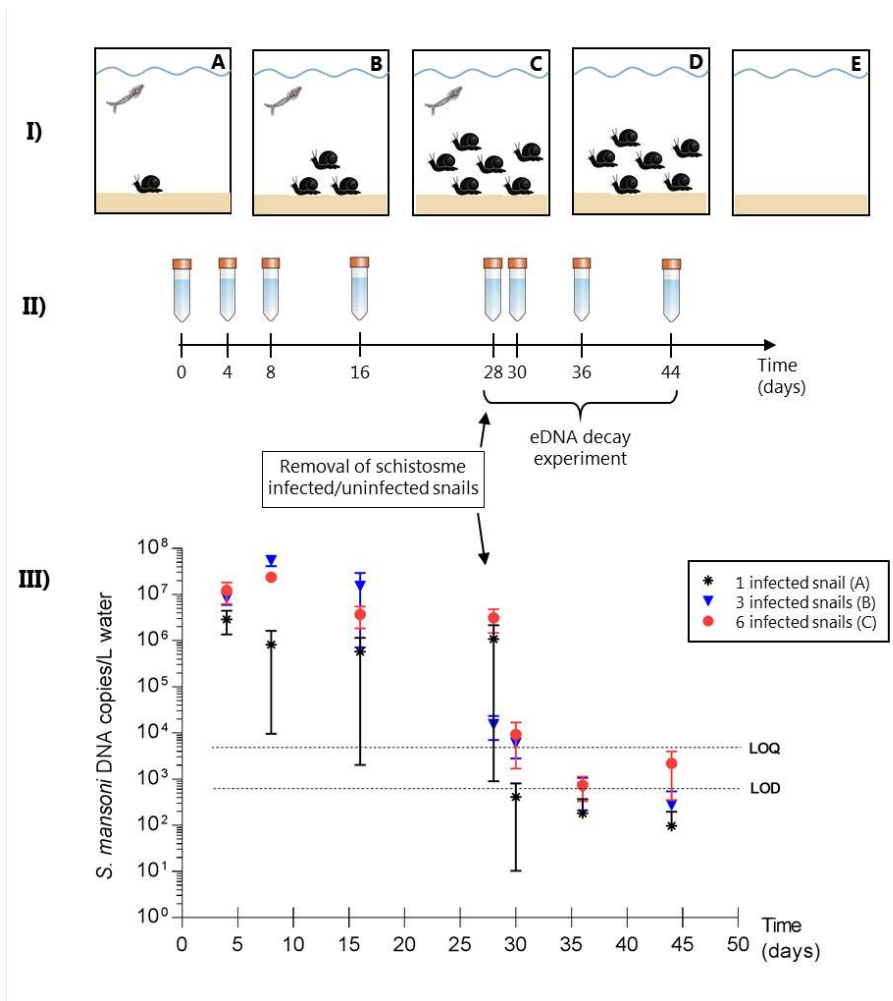 A
B
C
D
E
I)
II)
0 4 8 16 28 30 36 44
Time
(days)
eDNA decay
experiment
Removal of schistosme
infected/uninfected snails
III)
S. mansoni DNA copies/L water
10⁸
10⁷
10⁶
10⁵
10⁴
10³
10²
10¹
10⁰
1 infected snail (A)
3 infected snails (B)
6 infected snails (C)
LOQ
LOD
0 5 10 15 20 25 30 35 40 45 50
Time
(days)